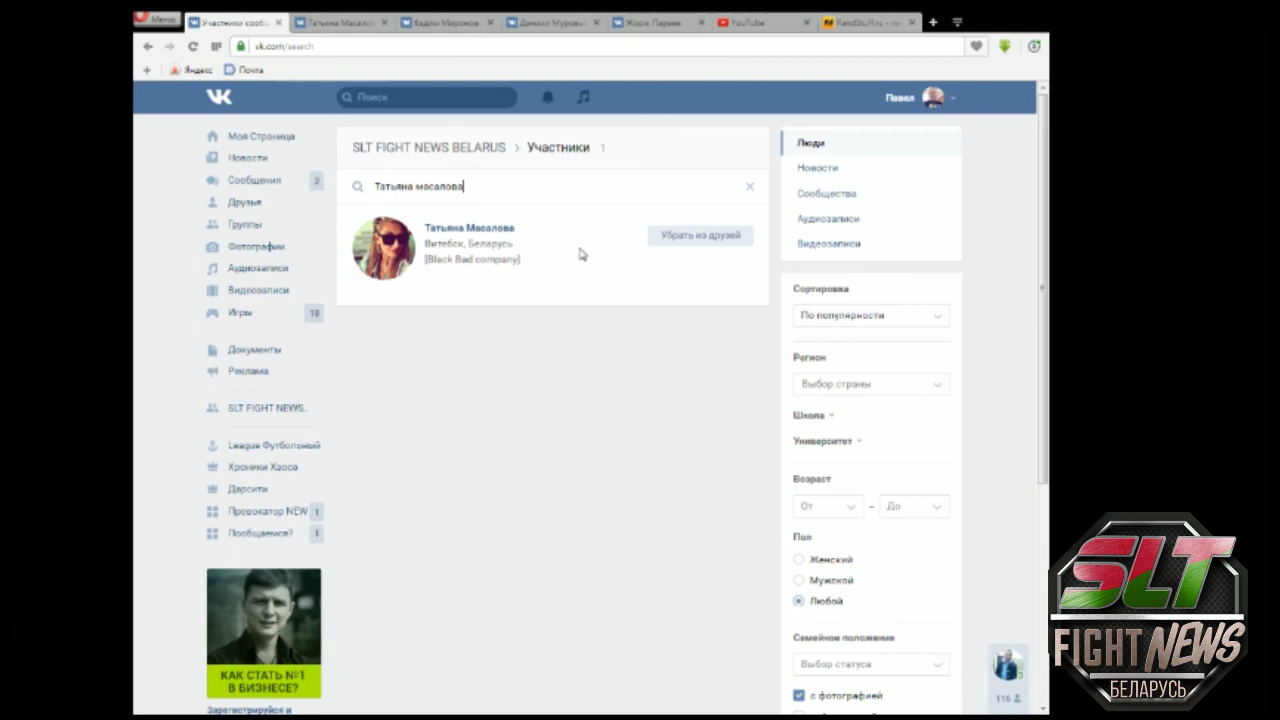 Меню
Участники сооб
Татьяна Масалов
Вадим Миронов
Данилл Муровь
Жорж Параев
YouTube
RandStuff.ru
vk.com/search
Яндекс
Почта
Поиск
Павел
Моя Страница
Новости
Сообщения 2
Друзья
Группы
Фотографии
Аудиозаписи
Видеозаписи
Игры 18
Документы
Реклама
SLT FIGHT NEWS..
League Футбольный
Хроники Хаоса
Дарсити
Провокатор NEW 1
Пообщаемся? 1
КАК СТАТЬ №1
В БИЗНЕСЕ?
Зарегистрируйся и
SLT FIGHT NEWS BELARUS > Участники 1
Татьяна масалова
Татьяна Масалова
Витебск, Беларусь
[Black Bad company]
Убрать из друзей
Люди
Новости
Сообщества
Аудиозаписи
Видеозаписи
Сортировка
По популярности
Регион
Выбор страны
Школа
Университет
Возраст
От – До
Пол
Женский
Мужской
Любой
Семейное положение
Выбор статуса
с фотографией
116
SLT
FIGHT NEWS
БЕЛАРУСЬ